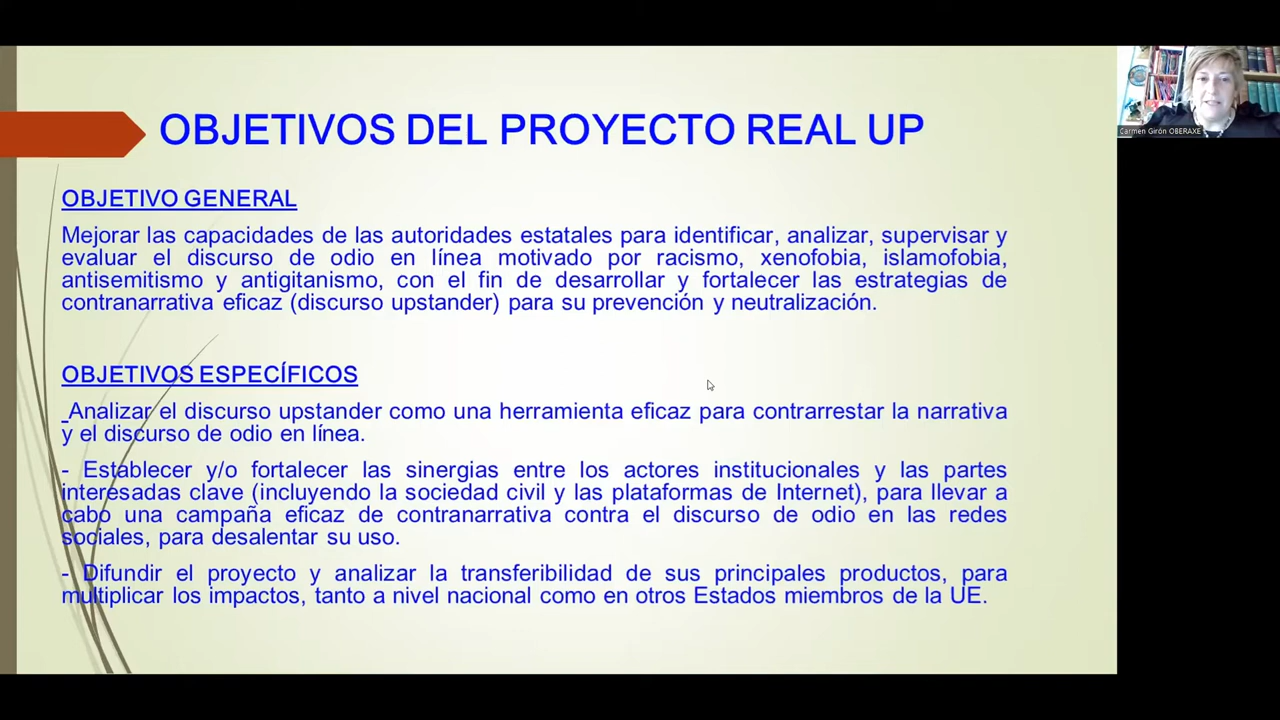 OBJETIVOS DEL PROYECTO REAL UP
Carmen Girón OBERAXE
OBJETIVO GENERAL
Mejorar las capacidades de las autoridades estatales para identificar, analizar, supervisar y
evaluar el discurso de odio en línea motivado por racismo, xenofobia, islamofobia,
antisemitismo y antigitanismo, con el fin de desarrollar y fortalecer las estrategias de
contranarrativa eficaz (discurso upstander) para su prevención y neutralización.
OBJETIVOS ESPECÍFICOS
Analizar el discurso upstander como una herramienta eficaz para contrarrestar la narrativa
y el discurso de odio en línea.
- Establecer y/o fortalecer las sinergias entre los actores institucionales y las partes
interesadas clave (incluyendo la sociedad civil y las plataformas de Internet), para llevar a
cabo una campaña eficaz de contranarrativa contra el discurso de odio en las redes
sociales, para desalentar su uso.
- Difundir el proyecto y analizar la transferibilidad de sus principales productos, para
multiplicar los impactos, tanto a nivel nacional como en otros Estados miembros de la UE.